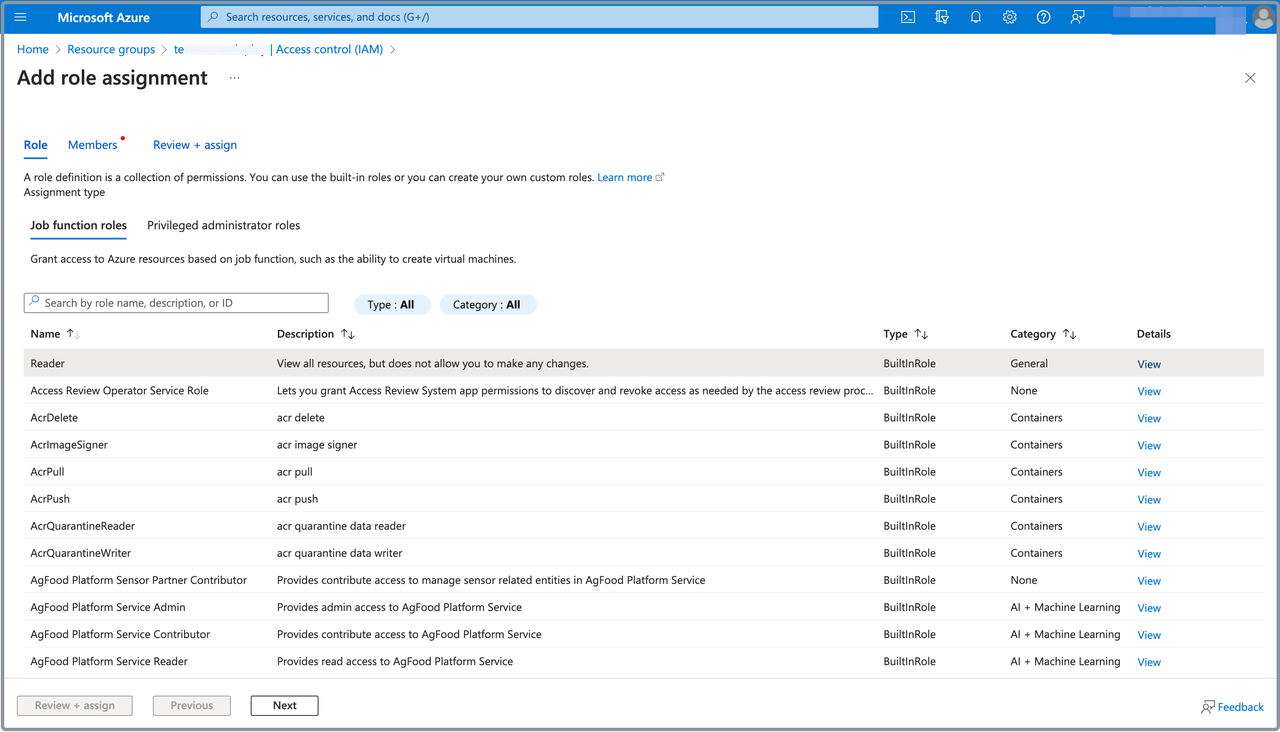 Microsoft Azure
Search resources, services, and docs (G+/)
Home > Resource groups > te | Access control (IAM) >
Add role assignment ...
Role Members Review + assign
A role definition is a collection of permissions. You can use the built-in roles or you can create your own custom roles. Learn more
Assignment type
Job function roles Privileged administrator roles
Grant access to Azure resources based on job function, such as the ability to create virtual machines.
Search by role name, description, or ID Type : All Category : All
Name ↑↓ Description ↑↓ Type ↑↓ Category ↑↓ Details
Reader View all resources, but does not allow you to make any changes. BuiltInRole General View
Access Review Operator Service Role Lets you grant Access Review System app permissions to discover and revoke access as needed by the access review proc... BuiltInRole None View
AcrDelete acr delete BuiltInRole Containers View
AcrImageSigner acr image signer BuiltInRole Containers View
AcrPull acr pull BuiltInRole Containers View
AcrPush acr push BuiltInRole Containers View
AcrQuarantineReader acr quarantine data reader BuiltInRole Containers View
AcrQuarantineWriter acr quarantine data writer BuiltInRole Containers View
AgFood Platform Sensor Partner Contributor Provides contribute access to manage sensor related entities in AgFood Platform Service BuiltInRole None View
AgFood Platform Service Admin Provides admin access to AgFood Platform Service BuiltInRole AI + Machine Learning View
AgFood Platform Service Contributor Provides contribute access to AgFood Platform Service BuiltInRole AI + Machine Learning View
AgFood Platform Service Reader Provides read access to AgFood Platform Service BuiltInRole AI + Machine Learning View
Review + assign Previous Next Feedback